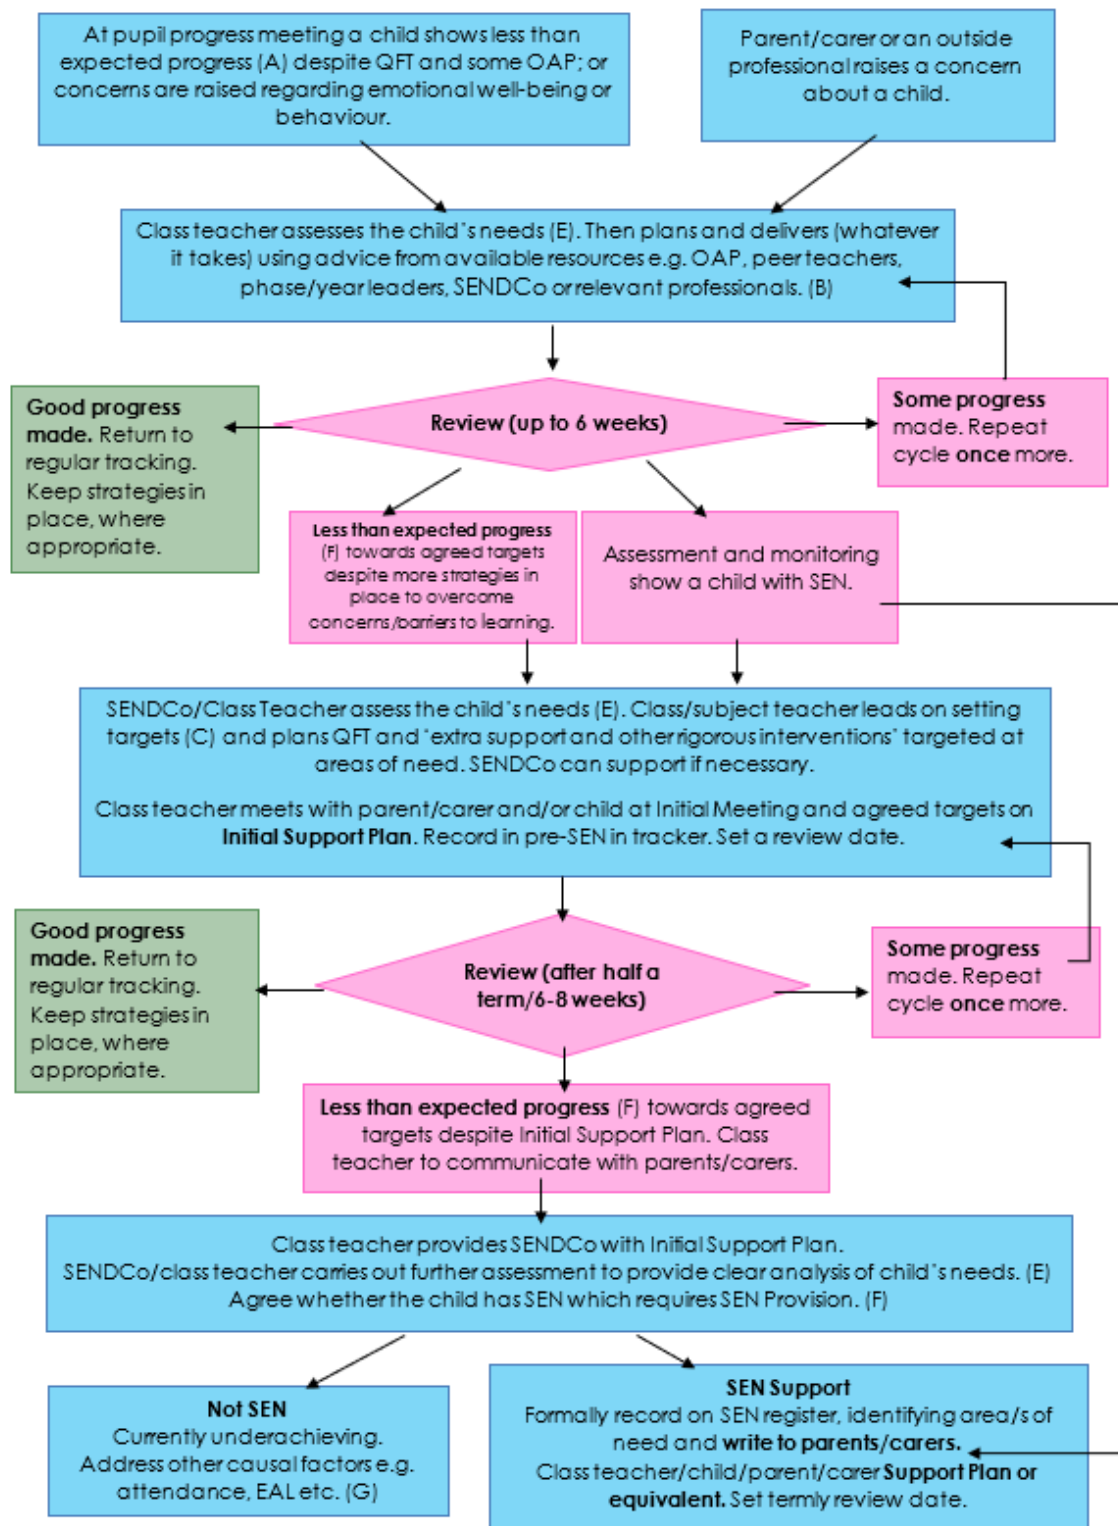 At pupil progress meeting a child shows less than
expected progress (A) despite QFT and some OAP; or
concerns are raised regarding emotional well-being or
behaviour.
Parent/carer or an outside
professional raises a concern
about a child.
Class teacher assesses the child's needs (E). Then plans and delivers (whatever
it takes) using advice from available resources e.g. OAP, peer teachers,
phase/year leaders, SENDCo or relevant professionals. (B)
Good progress
made. Return to
regular tracking.
Keep strategies in
place, where
appropriate.
Review (up to 6 weeks)
Some progress
made. Repeat
cycle once more.
Less than expected progress
(F) towards agreed targets
despite more strategies in
place to overcome
concerns/barriers to learning.
Assessment and monitoring
show a child with SEN.
SENDCo/Class Teacher assess the child's needs (E). Class/subject teacher leads on setting
targets (C) and plans QFT and 'extra support and other rigorous interventions' targeted at
areas of need. SENDCo can support if necessary.
Class teacher meets with parent/carer and/or child at Initial Meeting and agreed targets on
Initial Support Plan. Record in pre-SEN in tracker. Set a review date.
Good progress
made. Return to
regular tracking.
Keep strategies in
place, where
appropriate.
Review (after half a
term/6-8 weeks)
Some progress
made. Repeat
cycle once more.
Less than expected progress (F) towards agreed
targets despite Initial Support Plan. Class
teacher to communicate with parents/carers.
Class teacher provides SENDCo with Initial Support Plan.
SENDCo/class teacher carries out further assessment to provide clear analysis of child's needs. (E)
Agree whether the child has SEN which requires SEN Provision. (F)
Not SEN
Currently underachieving.
Address other causal factors e.g.
attendance, EAL etc. (G)
SEN Support
Formally record on SEN register, identifying area/s of
need and write to parents/carers.
Class teacher/child/parent/carer Support Plan or
equivalent. Set termly review date.